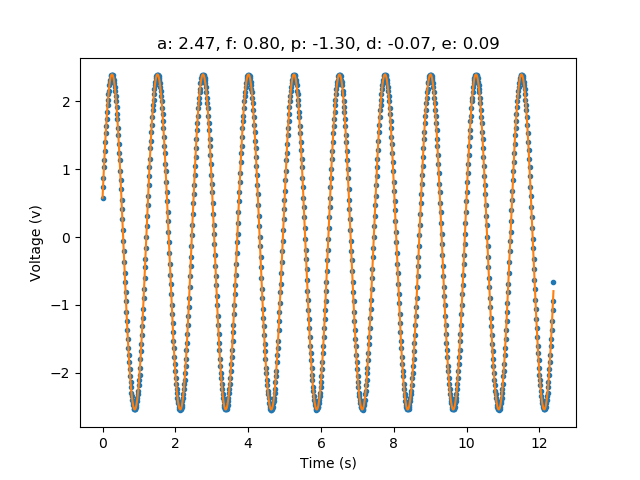 a: 2.47, f: 0.80, p: -1.30, d: -0.07, e: 0.09
2
1
0
−1
−2
Voltage (v)
0 2 4 6 8 10 12
Time (s)